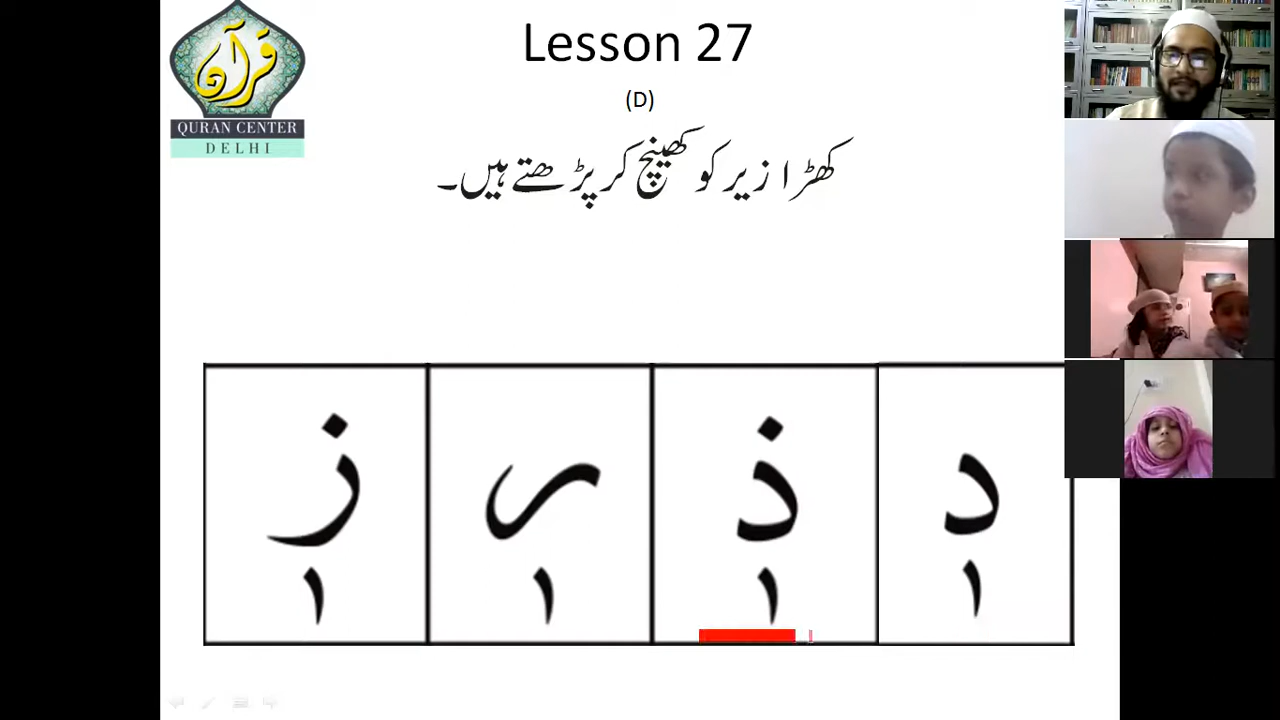 Lesson 27
(D)
قرآن
QURAN CENTER
DELHI
کھڑا زیر کو کھینچ کر پڑھتے ہیں۔
دٖ ذٖ رٖ زٖ